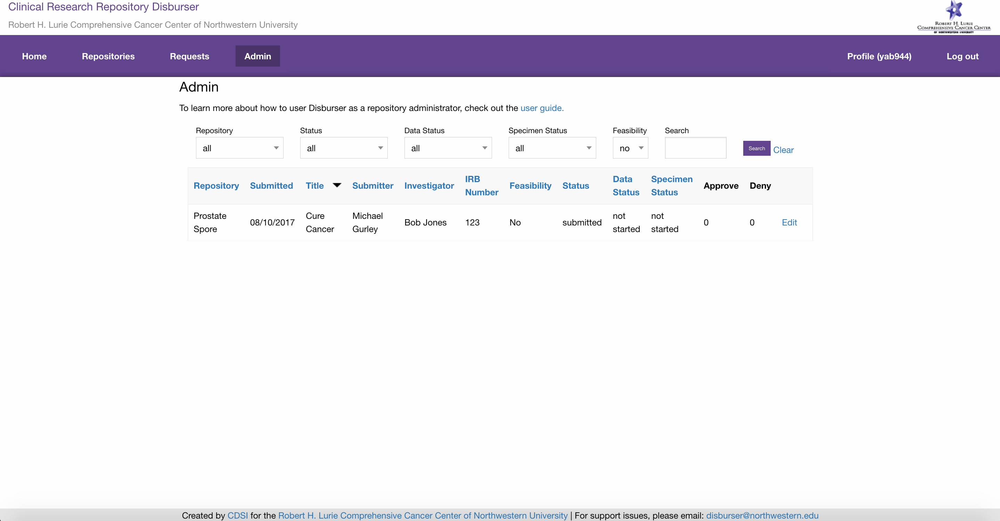 Clinical Research Repository Disburser
Robert H. Lurie Comprehensive Cancer Center of Northwestern University
ROBERT H. LURIE
COMPREHENSIVE CANCER CENTER
OF NORTHWESTERN UNIVERSITY
Home Repositories Requests Admin Profile (yab944) Log out
Admin
To learn more about how to user Disburser as a repository administrator, check out the user guide.
Repository Status Data Status Specimen Status Feasibility Search
all all all all no Search Clear
Repository Submitted Title Submitter Investigator IRB Number Feasibility Status Data Status Specimen Status Approve Deny
Prostate Spore 08/10/2017 Cure Cancer Michael Gurley Bob Jones 123 No submitted not started not started 0 0 Edit
Created by CDSI for the Robert H. Lurie Comprehensive Cancer Center of Northwestern University | For support issues, please email: disburser@northwestern.edu